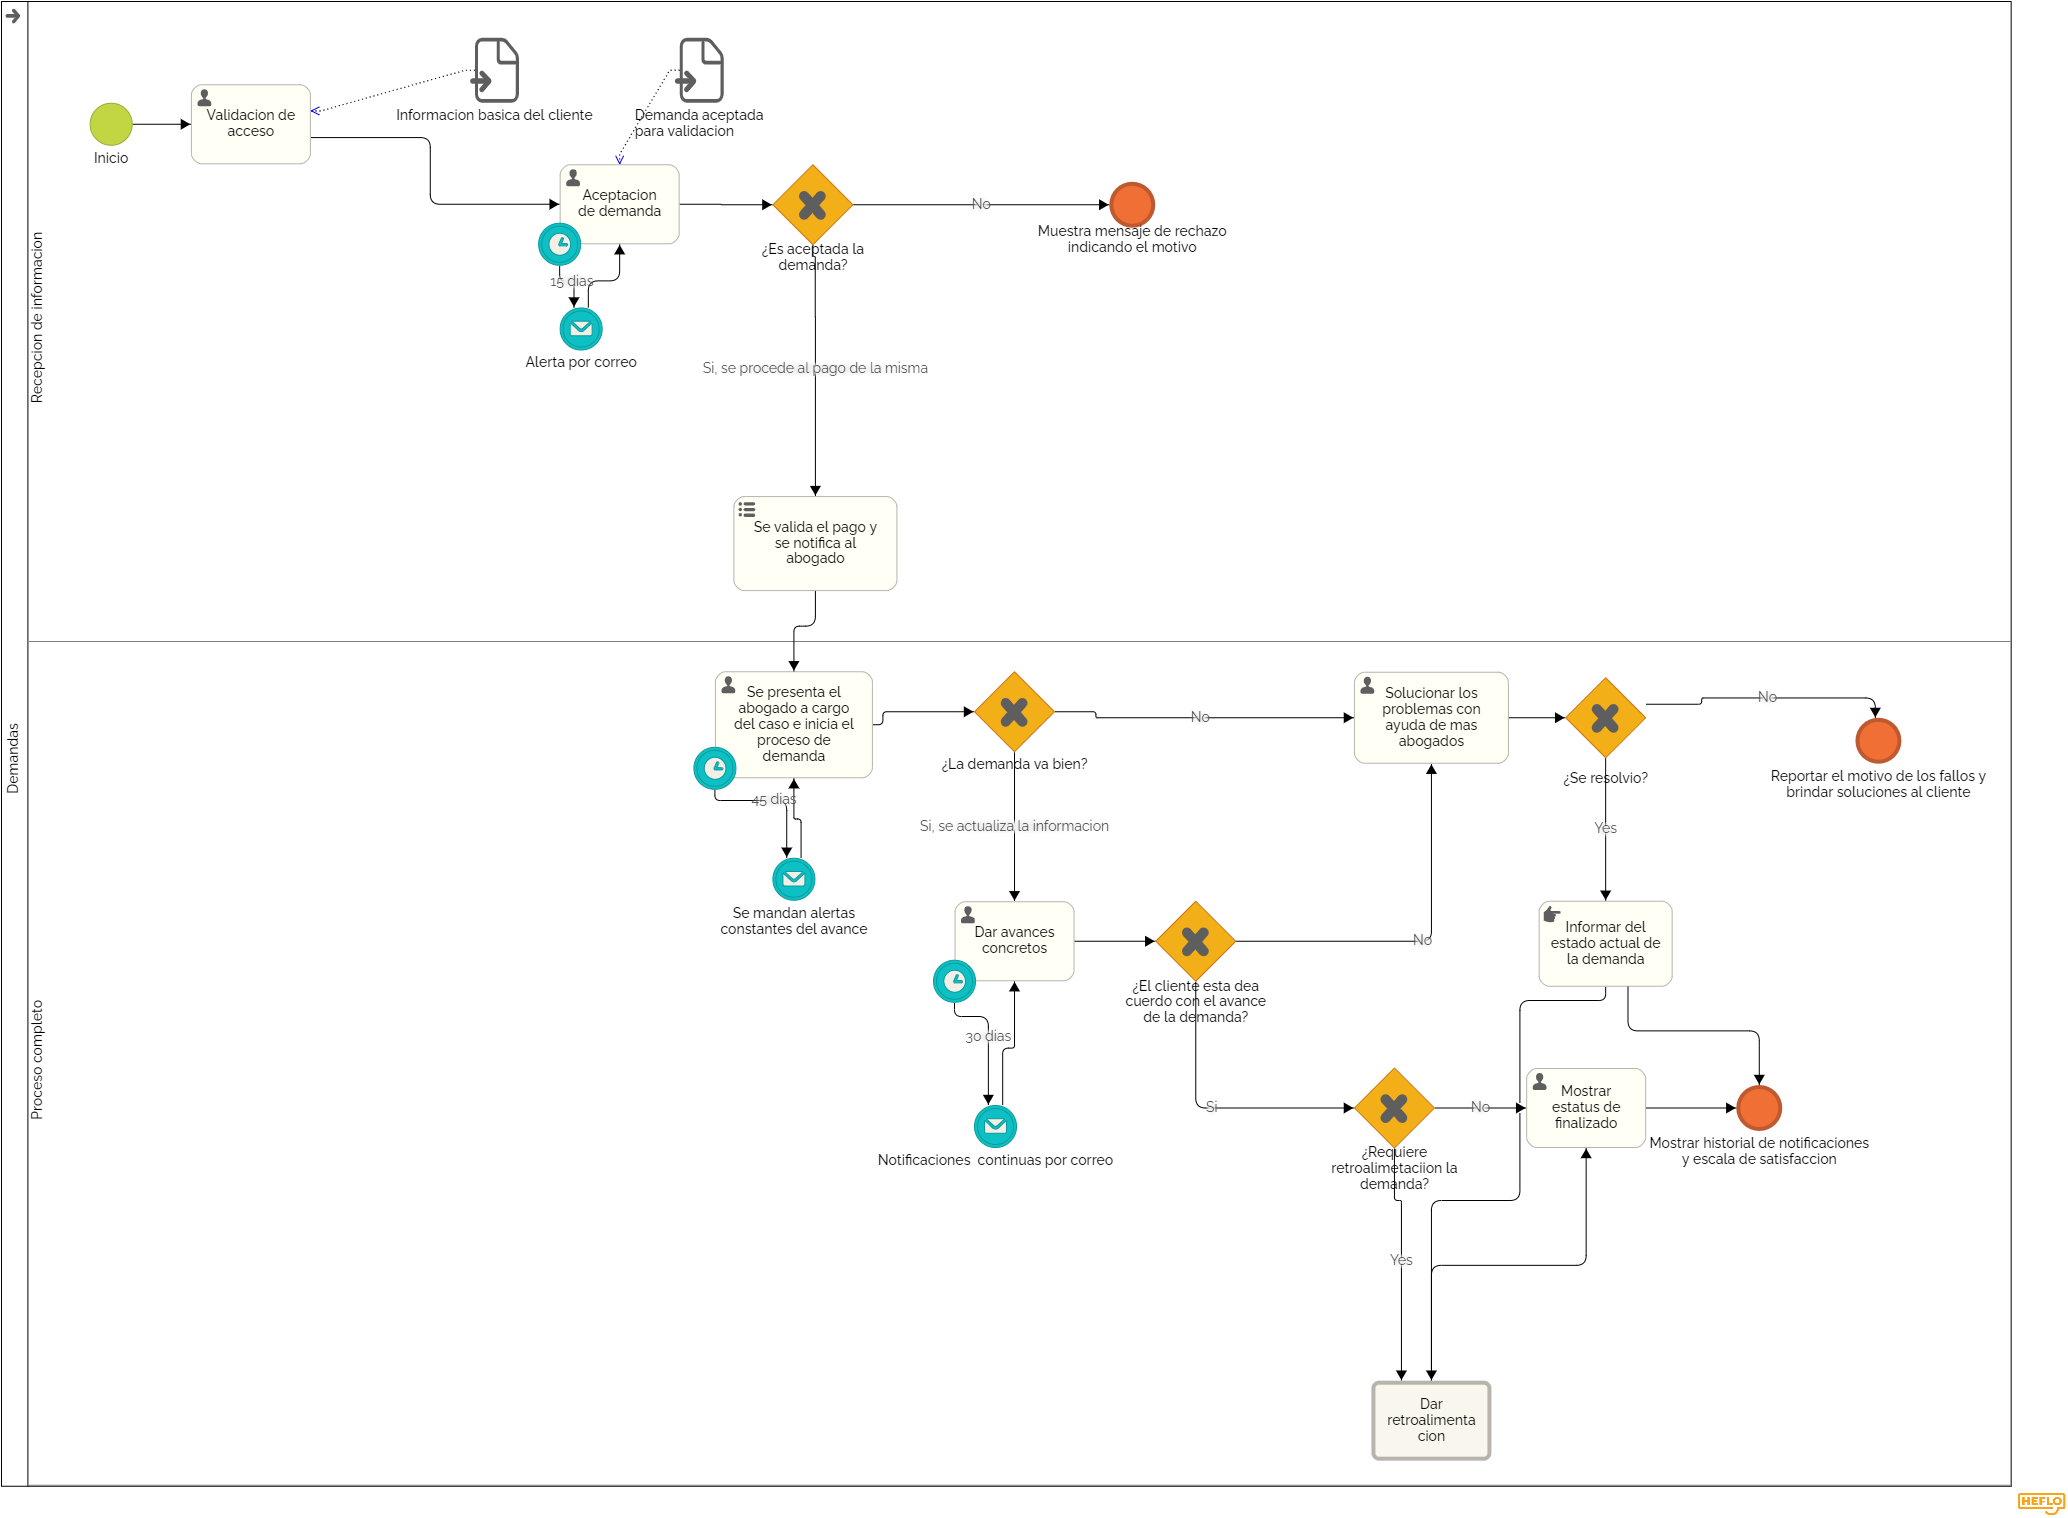 Demandas
Recepcion de informacion
Inicio
Validacion de
acceso
Informacion basica del cliente
Demanda aceptada
para validacion
Aceptacion
de demanda
15 dias
Alerta por correo
¿Es aceptada la
demanda?
No
Muestra mensaje de rechazo
indicando el motivo
Si, se procede al pago de la misma
Se valida el pago y
se notifica al
abogado
Proceso completo
Se presenta el
abogado a cargo
del caso e inicia el
proceso de
demanda
45 dias
Se mandan alertas
constantes del avance
¿La demanda va bien?
No
Si, se actualiza la informacion
Solucionar los
problemas con
ayuda de mas
abogados
¿Se resolvio?
No
Reportar el motivo de los fallos y
brindar soluciones al cliente
Yes
Dar avances
concretos
30 dias
Notificaciones  continuas por correo
¿El cliente esta dea
cuerdo con el avance
de la demanda?
No
Si
Informar del
estado actual de
la demanda
¿Requiere
retroalimetaciion la
demanda?
No
Yes
Mostrar
estatus de
finalizado
Mostrar historial de notificaciones
y escala de satisfaccion
Dar
retroalimenta
cion
HEFLO